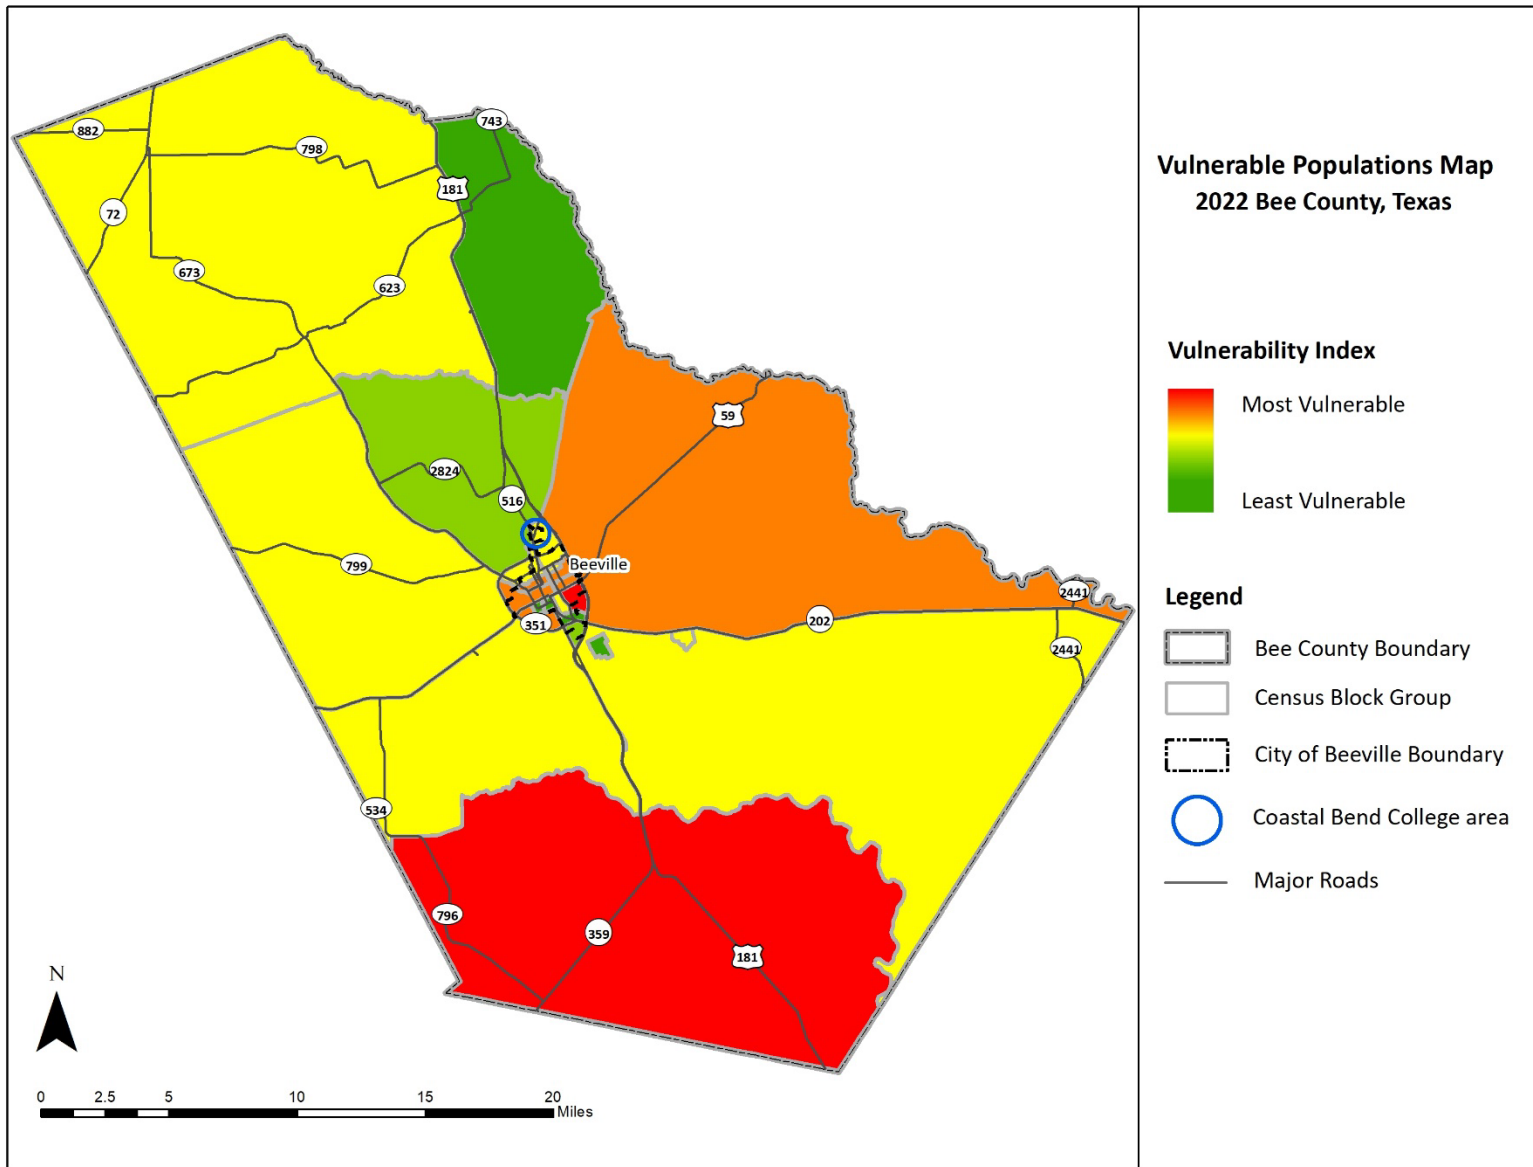 Vulnerable Populations Map
2022 Bee County, Texas
Vulnerability Index
Most Vulnerable
Least Vulnerable
Legend
Bee County Boundary
Census Block Group
City of Beeville Boundary
Coastal Bend College area
Major Roads
743
882
798
181
72
673
623
59
2824
516
799
Beeville
2441
351
202
2441
534
796
359
181
N
0 2.5 5 10 15 20
Miles